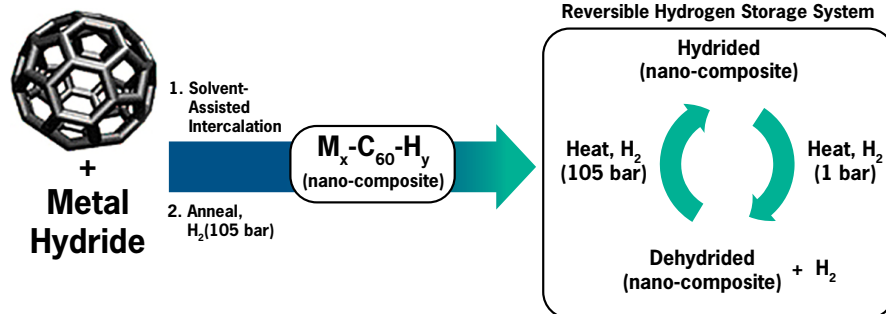 Reversible Hydrogen Storage System
+
Metal
Hydride
1. Solvent-
Assisted
Intercalation
2. Anneal,
H₂(105 bar)
Mₓ-C₆₀-Hᵧ
(nano-composite)
Hydrided
(nano-composite)
Heat, H₂
(105 bar)
Heat, H₂
(1 bar)
Dehydrided
(nano-composite) + H₂